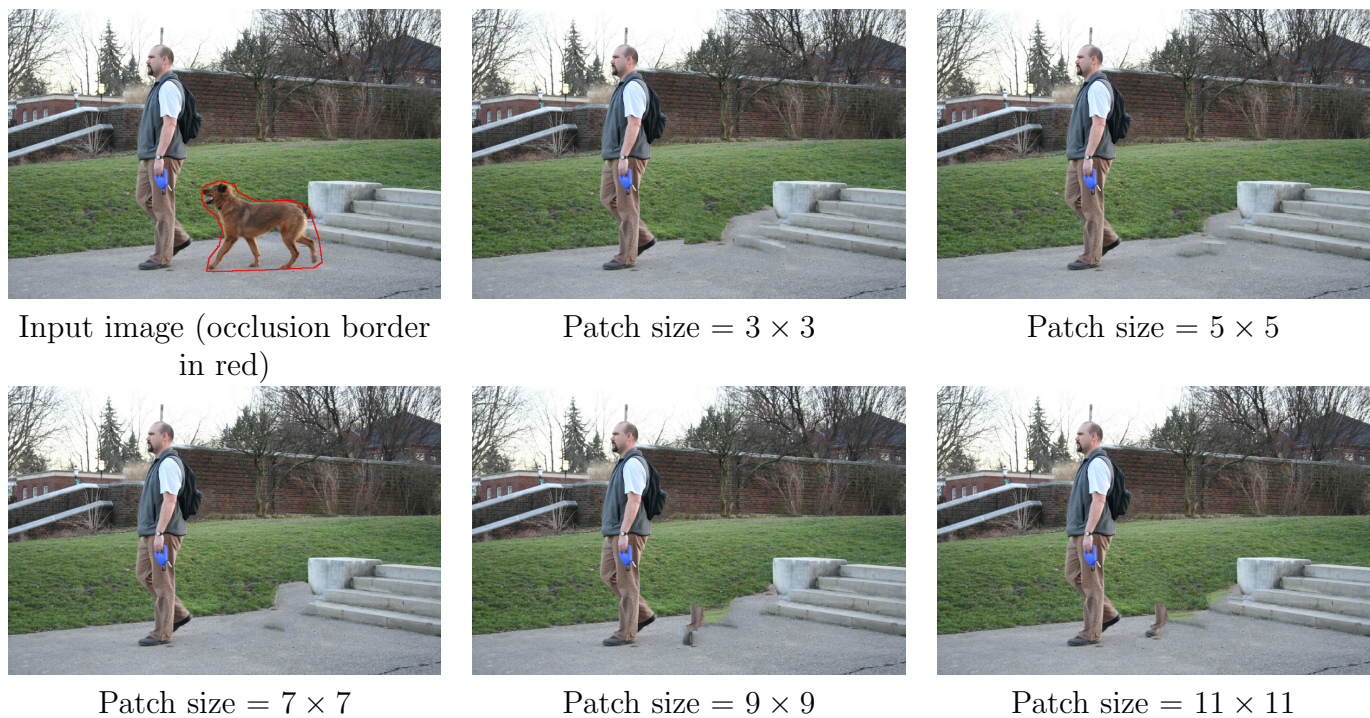 Input image (occlusion border
in red)
Patch size = 3 × 3
Patch size = 5 × 5
Patch size = 7 × 7
Patch size = 9 × 9
Patch size = 11 × 11